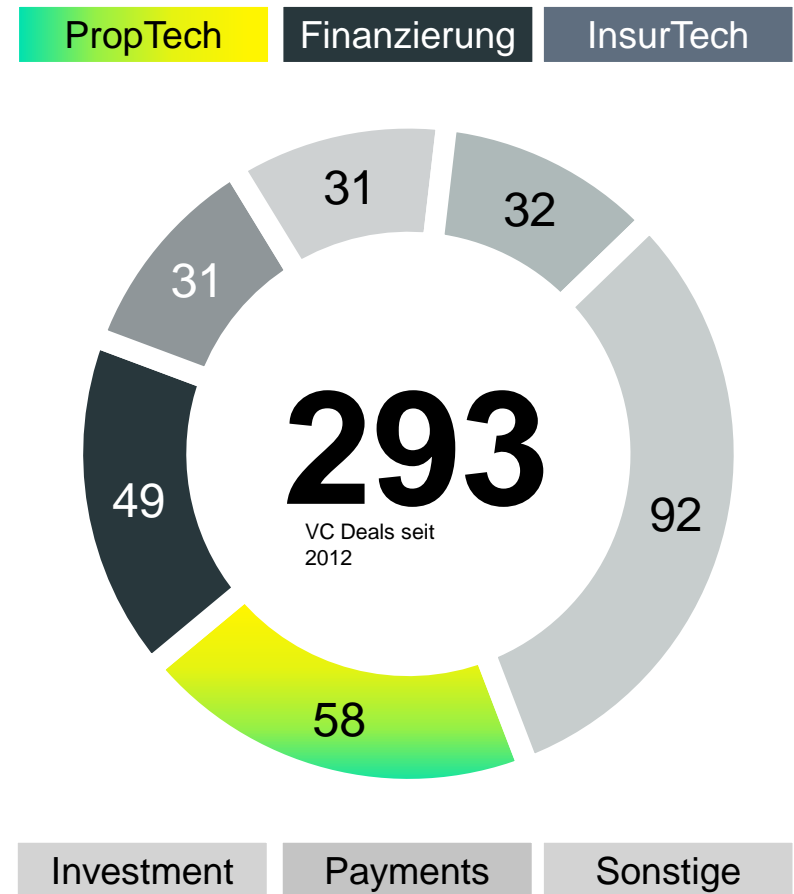 PropTech
Finanzierung
InsurTech
31
32
31
293
49
92
VC Deals seit
2012
58
Investment
Payments
Sonstige